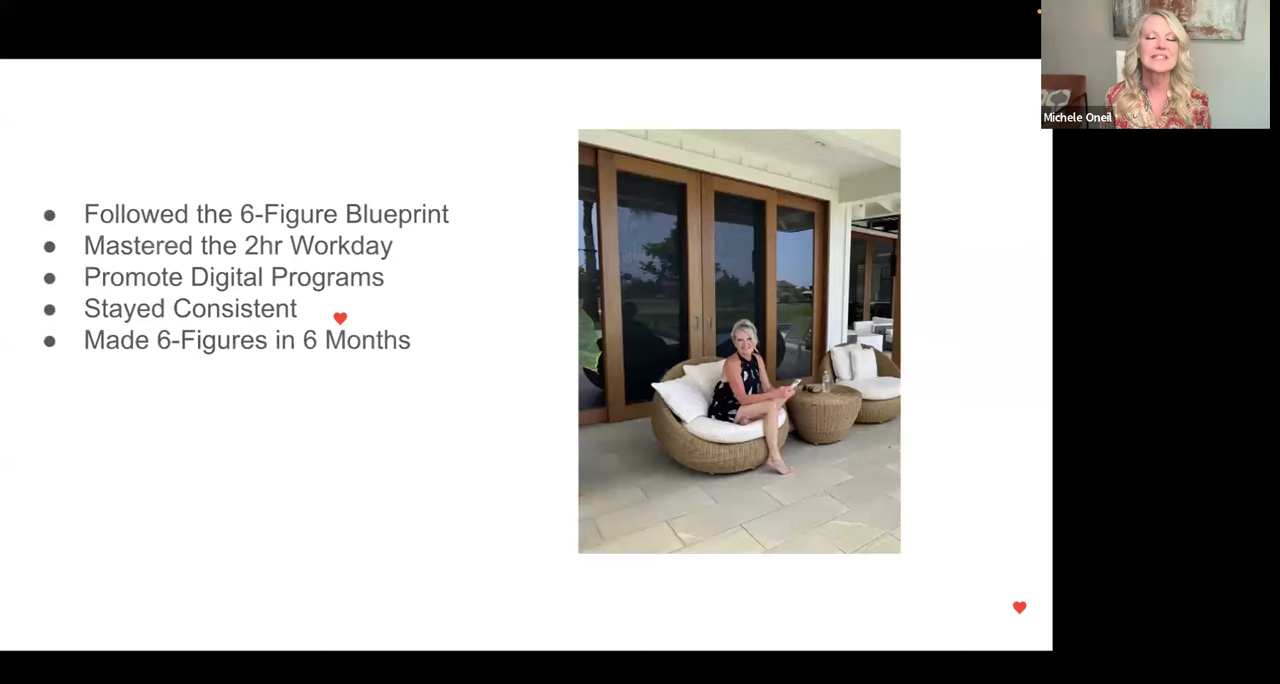 Michele Oneil
● Followed the 6-Figure Blueprint
● Mastered the 2hr Workday
● Promote Digital Programs
● Stayed Consistent
● Made 6-Figures in 6 Months